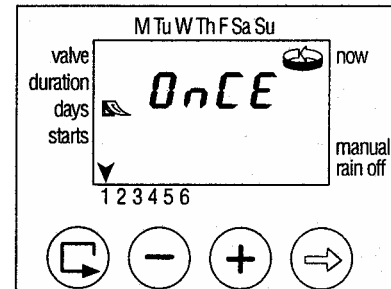 M Tu W Th F Sa Su
valve
duration
days
starts
OnCE
now
manual
rain off
1 2 3 4 5 6
− +